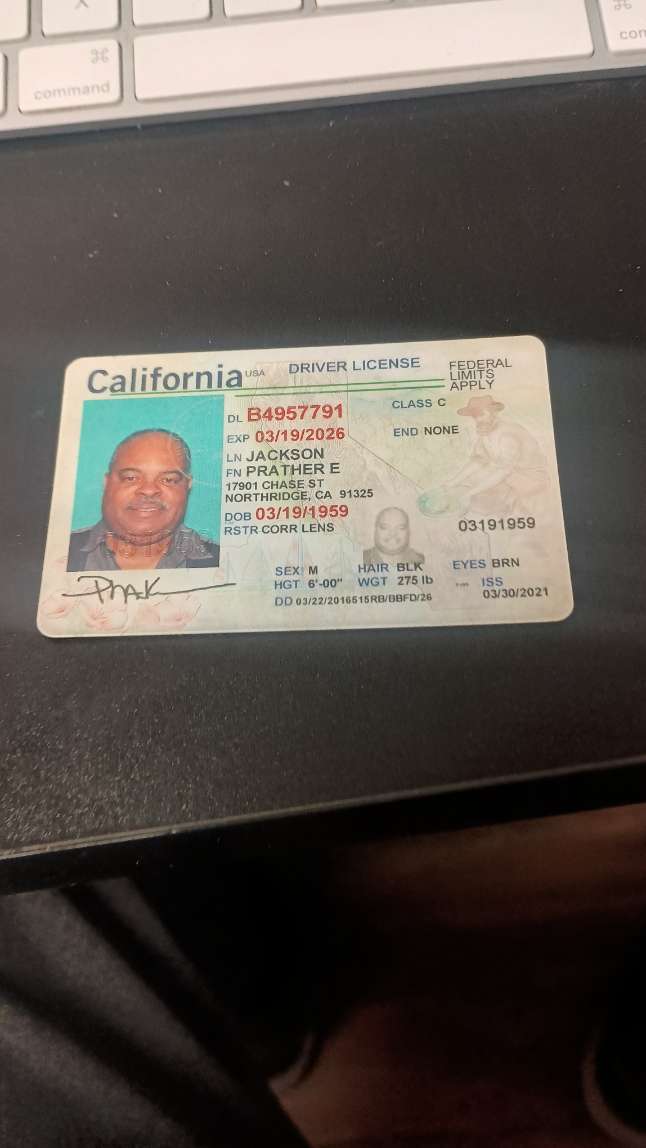 ⌘
command
⌘
California USA DRIVER LICENSE
FEDERAL
LIMITS
APPLY
DL B4957791
CLASS C
EXP 03/19/2026
END NONE
LN JACKSON
FN PRATHER E
17901 CHASE ST
NORTHRIDGE, CA 91325
DOB 03/19/1959
RSTR CORR LENS
03191959
SEX M HAIR BLK EYES BRN
HGT 6'-00" WGT 275 lb ISS
DD 03/22/2016515RB/BBFD/26 03/30/2021